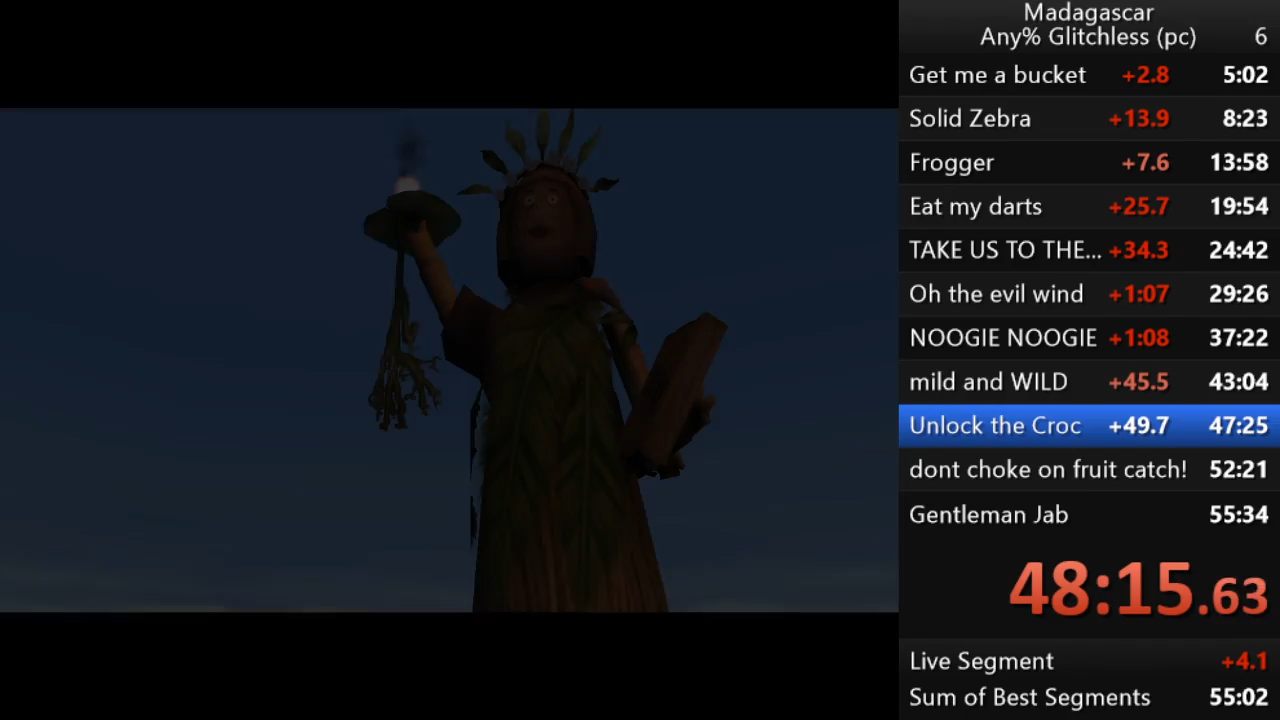 Madagascar
Any% Glitchless (pc) 6
Get me a bucket +2.8 5:02
Solid Zebra +13.9 8:23
Frogger +7.6 13:58
Eat my darts +25.7 19:54
TAKE US TO THE... +34.3 24:42
Oh the evil wind +1:07 29:26
NOOGIE NOOGIE +1:08 37:22
mild and WILD +45.5 43:04
Unlock the Croc +49.7 47:25
dont choke on fruit catch! 52:21
Gentleman Jab 55:34
48:15.63
Live Segment +4.1
Sum of Best Segments 55:02